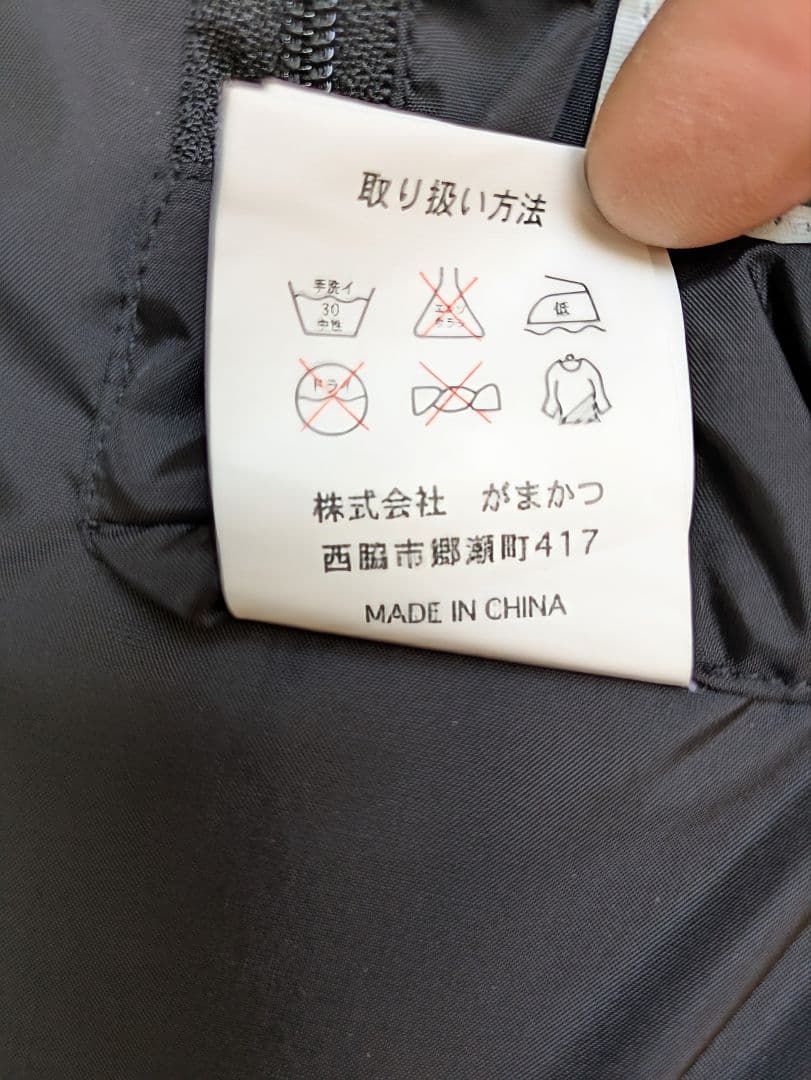 取り扱い方法
手洗イ
30
中性
エンソ
サラシ
低
ドライ
株式会社 がまかつ
西脇市郷瀬町417
MADE IN CHINA